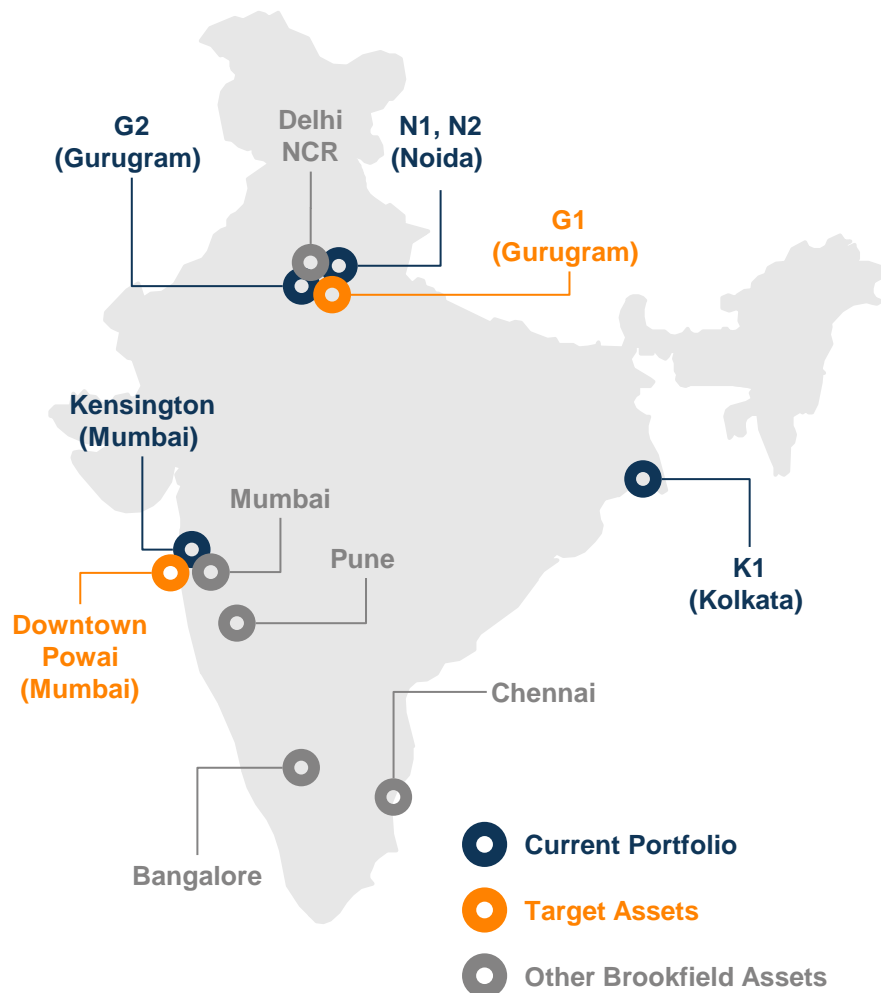 G2
(Gurugram)
Delhi
NCR
N1, N2
(Noida)
G1
(Gurugram)
Kensington
(Mumbai)
Mumbai
Pune
K1
(Kolkata)
Downtown
Powai
(Mumbai)
Chennai
Bangalore
Current Portfolio
Target Assets
Other Brookfield Assets